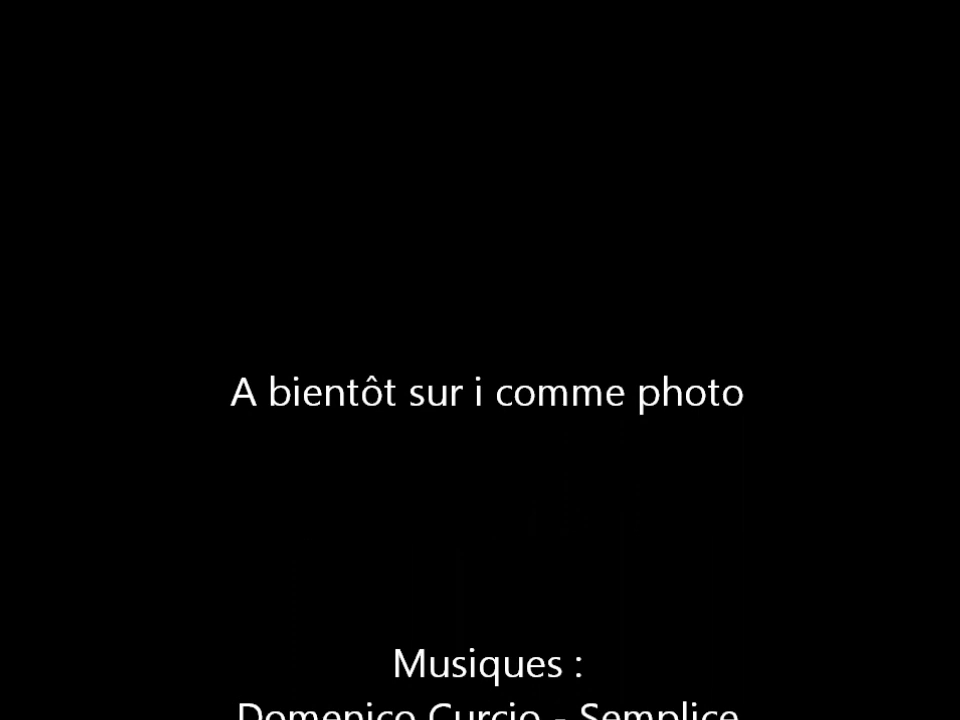 A bientôt sur i comme photo
Musiques :
Domenico Curcio - Semplice